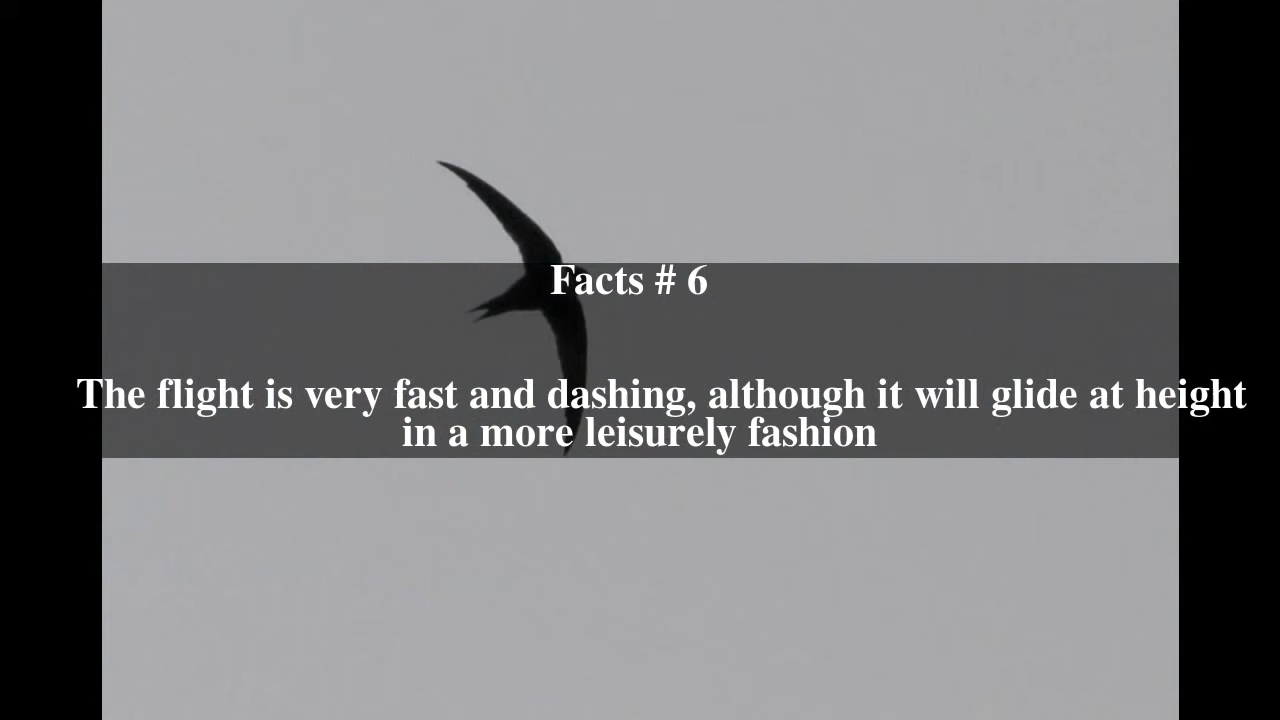 Facts # 6
The flight is very fast and dashing, although it will glide at height
in a more leisurely fashion